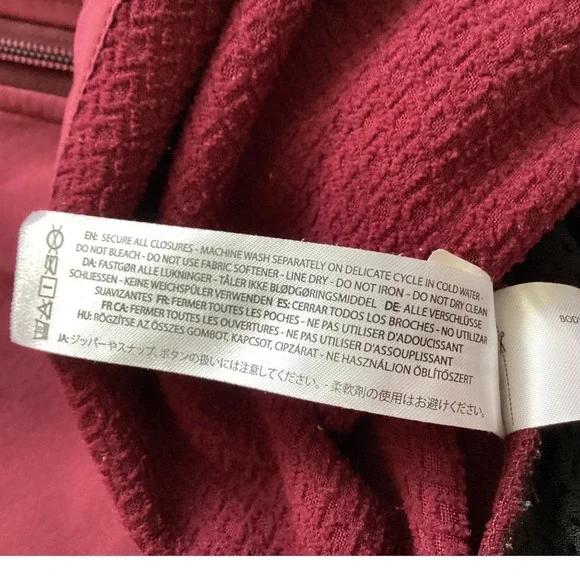 EN: SECURE ALL CLOSURES - MACHINE WASH SEPARATELY ON DELICATE CYCLE IN COLD WATER -
DO NOT BLEACH - DO NOT USE FABRIC SOFTENER - LINE DRY - DO NOT IRON - DO NOT DRY CLEAN
DA: FASTGØR ALLE LUKNINGER - TÅLER IKKE BLØDGØRINGSMIDDEL DE: ALLE VERSCHLÜSSE
SCHLIESSEN - KEINE WEICHSPÜLER VERWENDEN ES: CERRAR TODOS LOS BROCHES - NO UTILIZAR
SUAVIZANTES FR: FERMER TOUTES LES POCHES - NE PAS UTILISER D'ADOUCISSANT
FR CA: FERMER TOUTES LES OUVERTURES - NE PAS UTILISER D'ASSOUPLISSANT
HU: RÖGZÍTSE AZ ÖSSZES GOMBOT, KAPCSOT, CIPZÁRAT - NE HASZNÁLJON ÖBLÍTŐSZERT
JA: ジッパーやスナップ、ボタンの扱いには注意してください。- 柔軟剤の使用はお避けください。
BOD